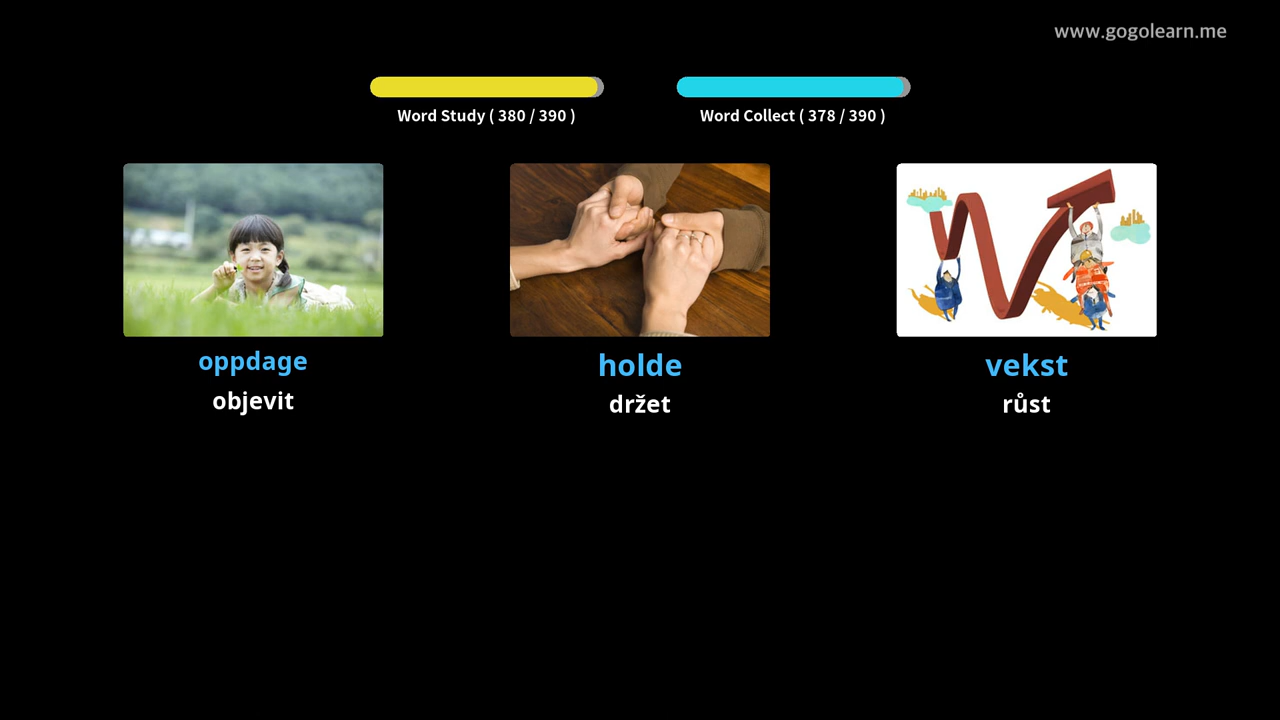 www.gogolearn.me
Word Study ( 380 / 390 )
Word Collect ( 378 / 390 )
oppdage
objevit
holde
držet
vekst
růst